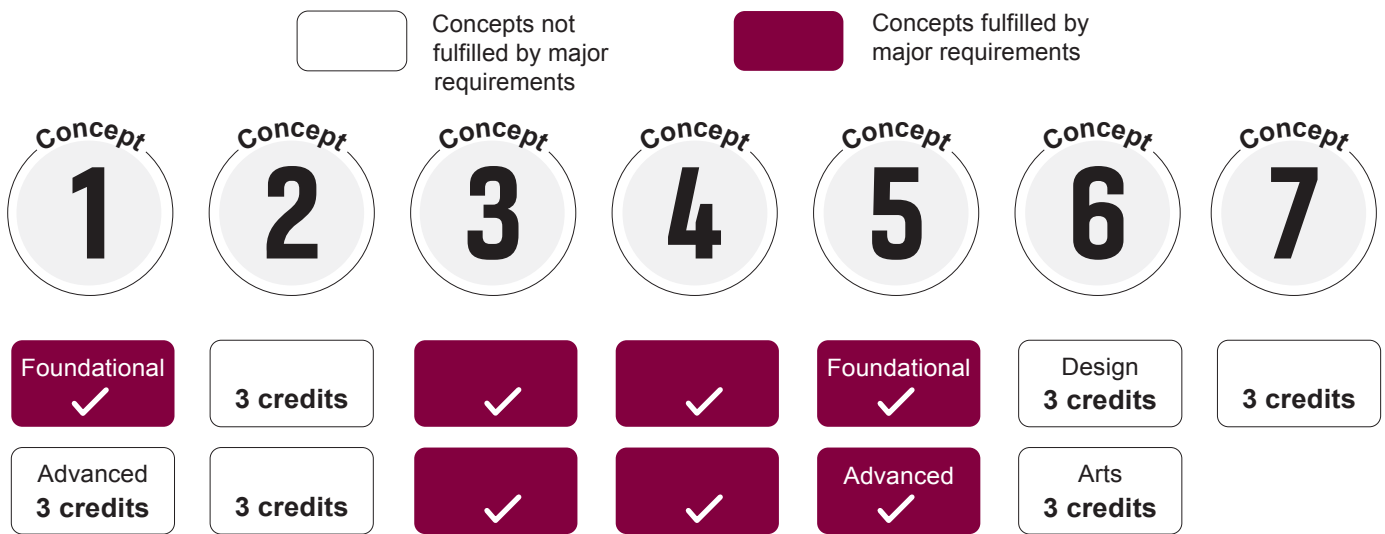 Concepts not
fulfilled by major
requirements
Concepts fulfilled by
major requirements
Concept
1
Concept
2
Concept
3
Concept
4
Concept
5
Concept
6
Concept
7
Foundational
3 credits
Foundational
Design
3 credits
3 credits
Advanced
3 credits
3 credits
Advanced
Arts
3 credits